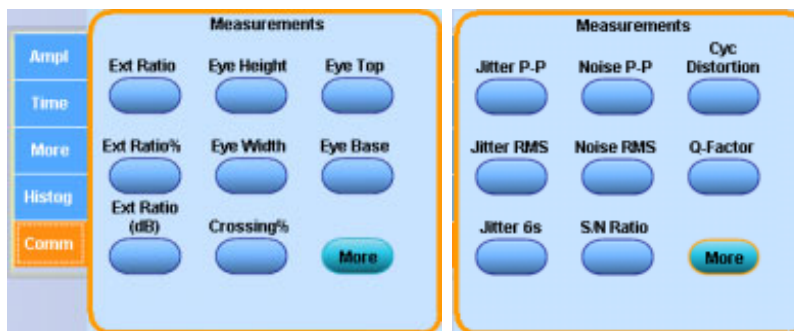 Ampl
Time
More
Histog
Comm
Measurements
Ext Ratio Eye Height Eye Top
Ext Ratio% Eye Width Eye Base
Ext Ratio
(dB) Crossing%
More
Measurements
Jitter P-P Noise P-P Cyc
Distortion
Jitter RMS Noise RMS Q-Factor
Jitter 6s S/N Ratio
More